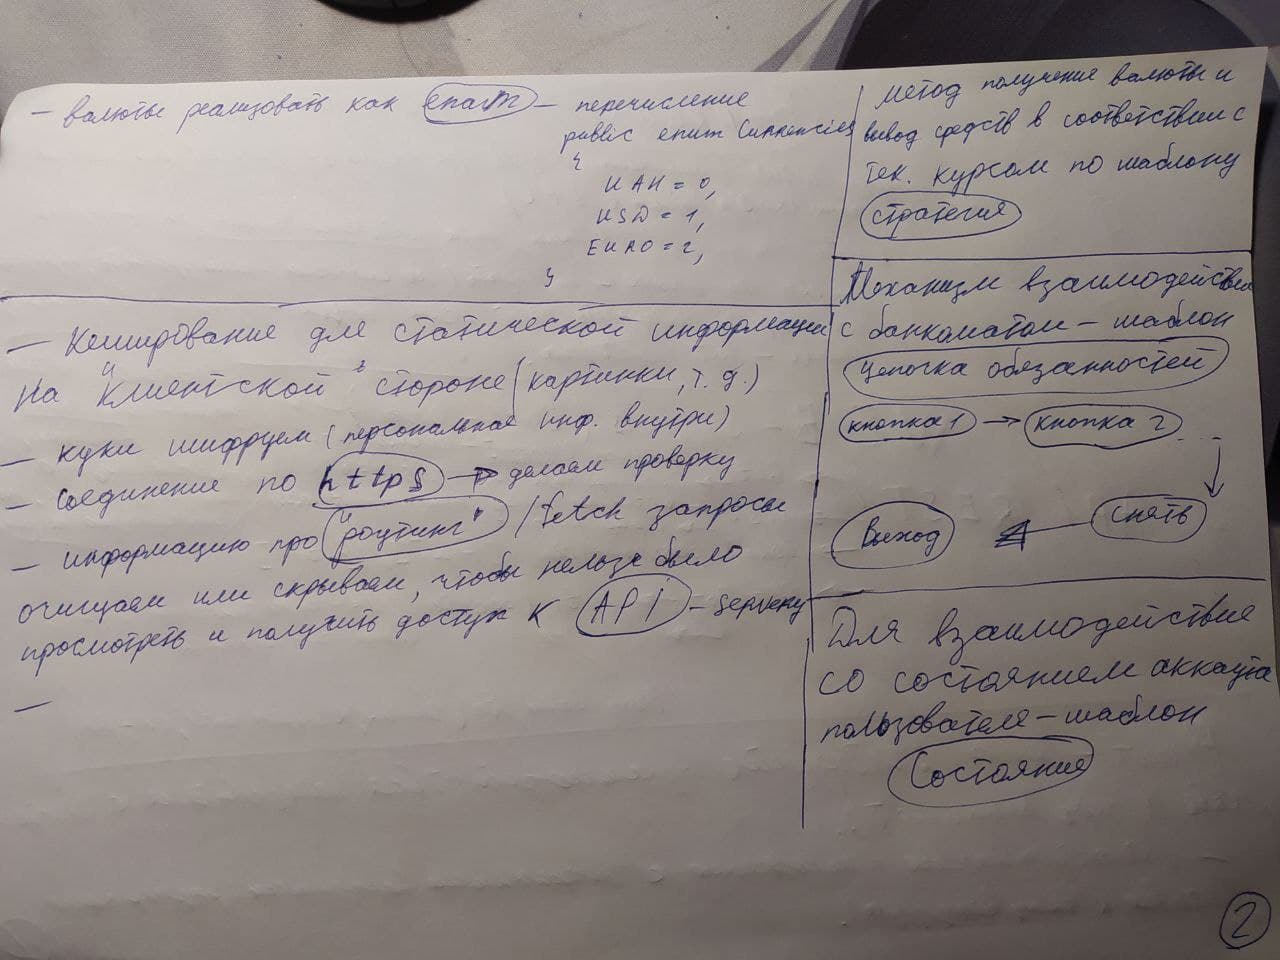 — валюты реализовать как enum — перечисление
public enum Currencies
{
UAH = 0,
USD = 1,
EURO = 2,
}
— Кеширование для статической информации
на "клиентской" стороне (картинки, т.д.)
— куки шифруем (персональная инф. внутри)
— соединение по https → делаем проверку
— информацию про "роутинг" / fetch запросы
очищаем или скрываем, чтобы нельзя было
просмотреть и получить доступ к API – серверу
—
метод получение валюты и
вывод средств в соответствии с
тек. курсом по шаблону
стратегия
Механизм взаимодействия
с банкоматом – шаблон
цепочка обязанностей
кнопка 1 → кнопка 2 ...
снять
Выход
Для взаимодействия
со состоянием аккаунта
пользователя – шаблон
Состояние
2